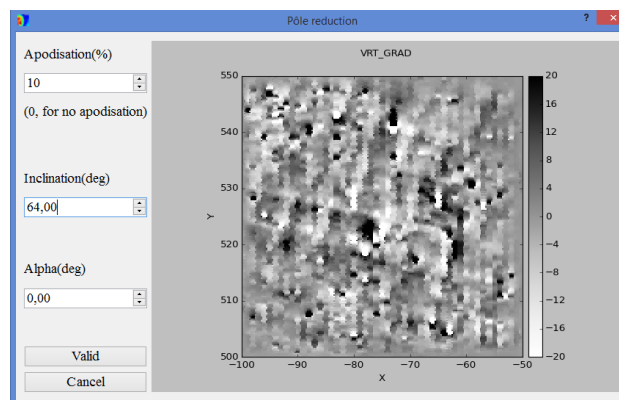 Pôle reduction
?
Apodisation(%)
10
(0, for no apodisation)
Inclination(deg)
64,00
Alpha(deg)
0,00
Valid
Cancel
VRT_GRAD
550
540
530
520
510
500
Y
−100
−90
−80
−70
−60
−50
X
20
16
12
8
4
0
−4
−8
−12
−16
−20